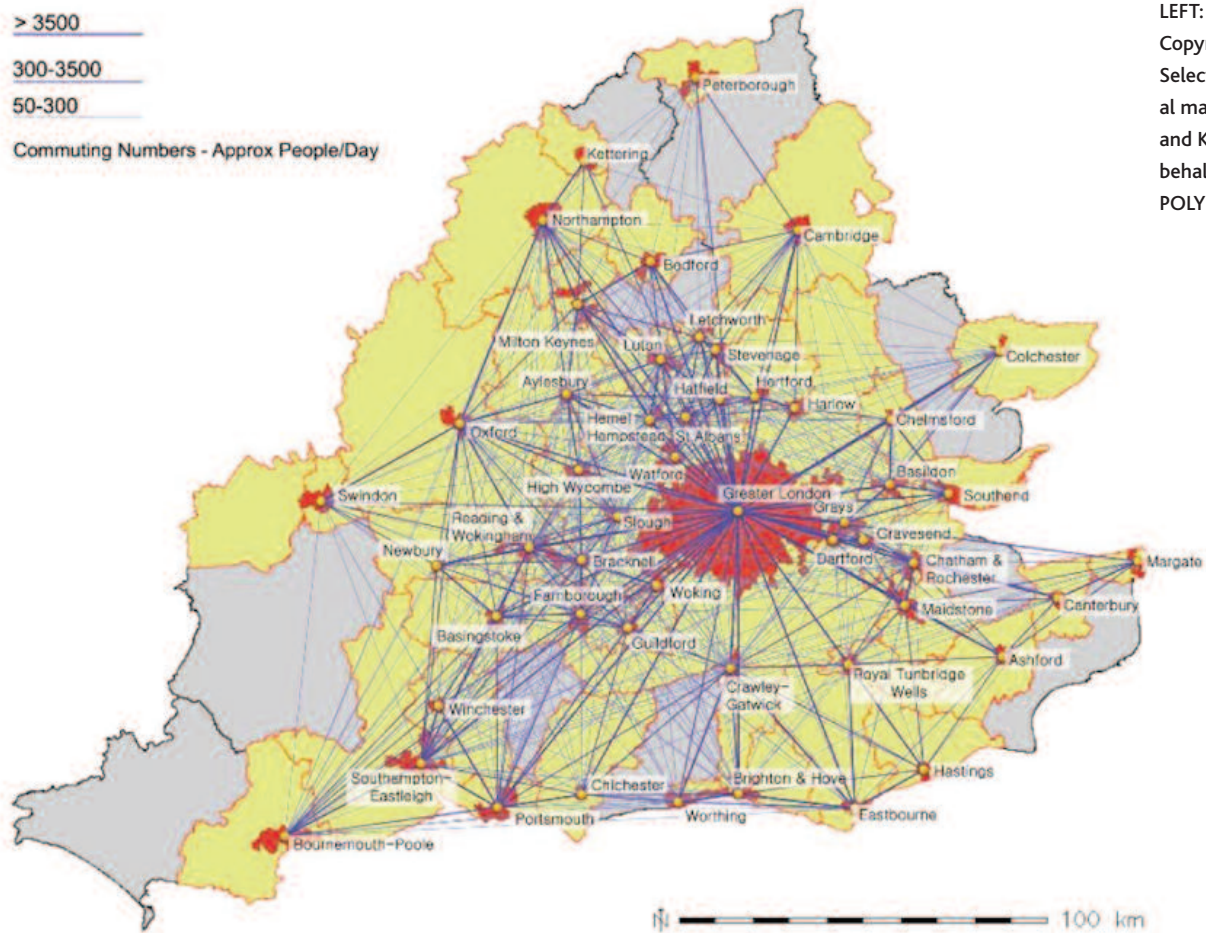 > 3500
300-3500
50-300
Commuting Numbers - Approx People/Day
LEFT:
Copyr
Select
al ma
and K
behal
POLY
Peterborough
Kettering
Northampton
Cambridge
Bedford
Letchworth
Milton Keynes
Luton
Stevenage
Colchester
Aylesbury
Hatfield
Hertford
Harlow
Chelmsford
Oxford
Hemel
Hempstead
St Albans
Watford
Basildon
High Wycombe
Greater London
Southend
Swindon
Slough
Grays
Reading &
Wokingham
Gravesend
Newbury
Bracknell
Dartford
Chatham &
Rochester
Margate
Farnborough
Woking
Maidstone
Canterbury
Basingstoke
Guildford
Ashford
Crawley-
Gatwick
Royal Tunbridge
Wells
Winchester
Southampton-
Eastleigh
Chichester
Brighton & Hove
Hastings
Portsmouth
Worthing
Eastbourne
Bournemouth-Poole
N
100 km